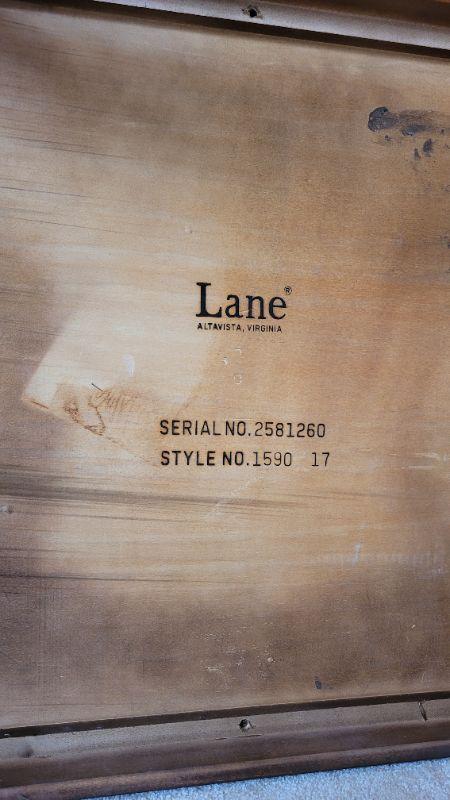 Lane®
ALTAVISTA, VIRGINIA
SERIAL NO. 2581260
STYLE NO. 1590 17